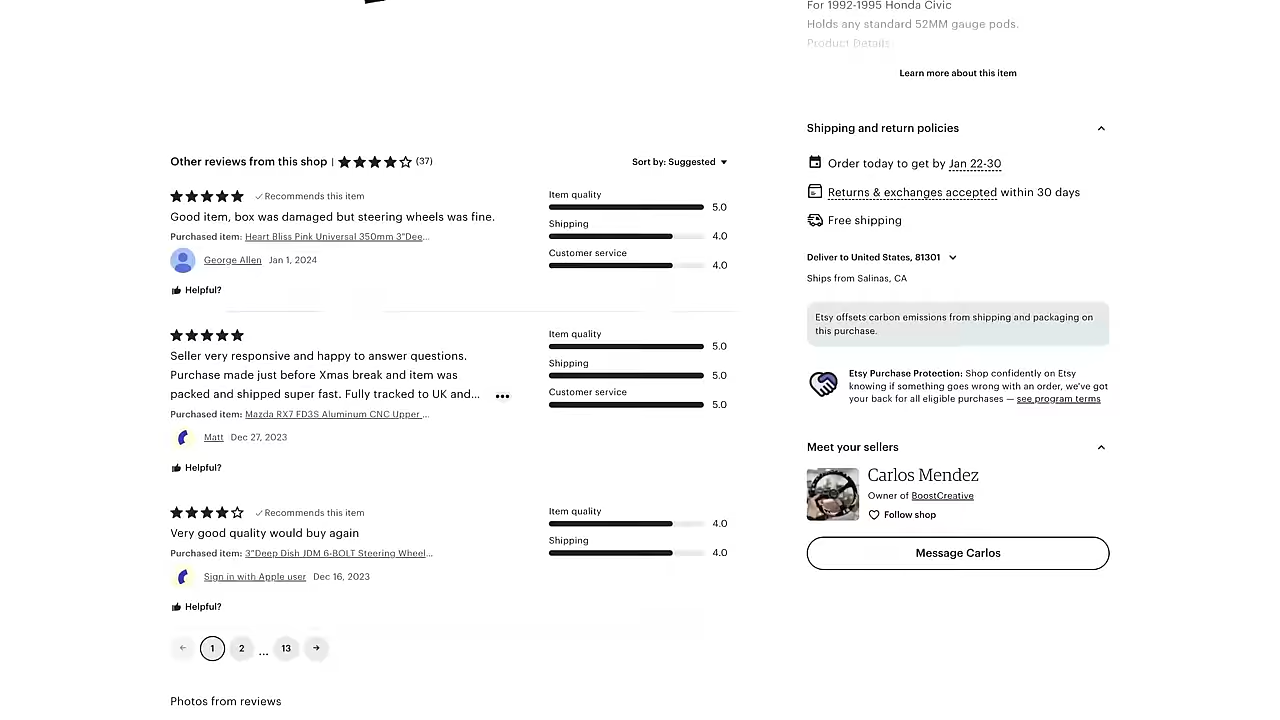 For 1992-1995 Honda Civic
Holds any standard 52MM gauge pods.
Product Details
Learn more about this item
Other reviews from this shop | (37)
Sort by: Suggested
Recommends this item
Good item, box was damaged but steering wheels was fine.
Purchased item: Heart Bliss Pink Universal 350mm 3"Dee...
George Allen Jan 1, 2024
Helpful?
Item quality
5.0
Shipping
4.0
Customer service
4.0
Seller very responsive and happy to answer questions.
Purchase made just before Xmas break and item was
packed and shipped super fast. Fully tracked to UK and...
Purchased item: Mazda RX7 FD3S Aluminum CNC Upper ...
Matt Dec 27, 2023
Helpful?
Item quality
5.0
Shipping
5.0
Customer service
5.0
Recommends this item
Very good quality would buy again
Purchased item: 3"Deep Dish JDM 6-BOLT Steering Wheel...
Sign in with Apple user Dec 16, 2023
Helpful?
Item quality
4.0
Shipping
4.0
1 2 ... 13
Photos from reviews
Shipping and return policies
Order today to get by Jan 22-30
Returns & exchanges accepted within 30 days
Free shipping
Deliver to United States, 81301
Ships from Salinas, CA
Etsy offsets carbon emissions from shipping and packaging on
this purchase.
Etsy Purchase Protection: Shop confidently on Etsy
knowing if something goes wrong with an order, we've got
your back for all eligible purchases — see program terms
Meet your sellers
Carlos Mendez
Owner of BoostCreative
Follow shop
Message Carlos